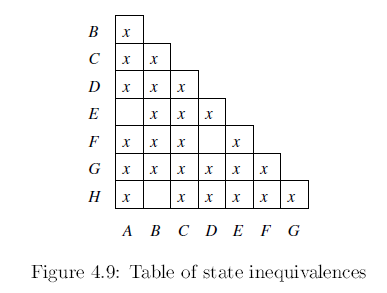 B x
C x x
D x x x
E x x x
F x x x x
G x x x x x x
H x x x x x x
A B C D E F G
Figure 4.9: Table of state inequivalences